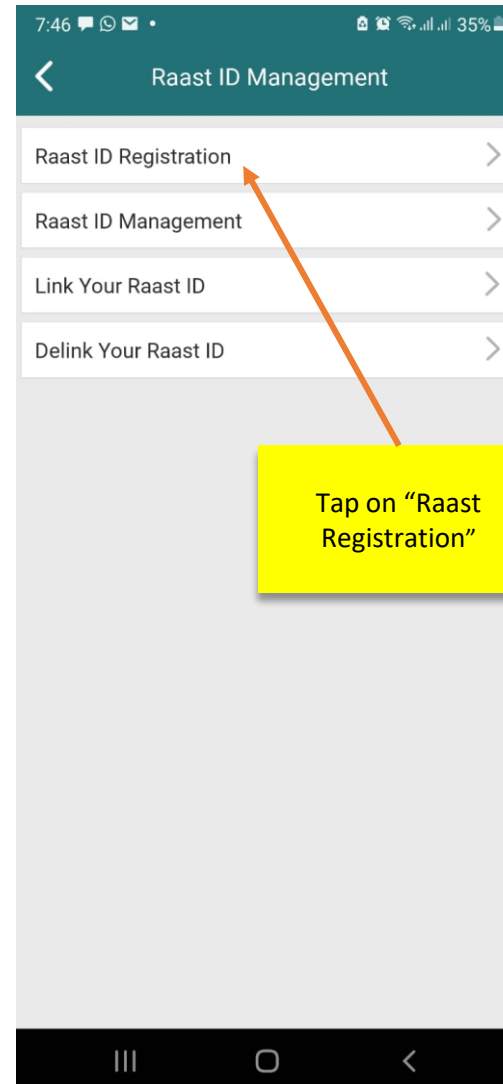 7:46
35%
Raast ID Management
Raast ID Registration
Raast ID Management
Link Your Raast ID
Delink Your Raast ID
Tap on “Raast
Registration”